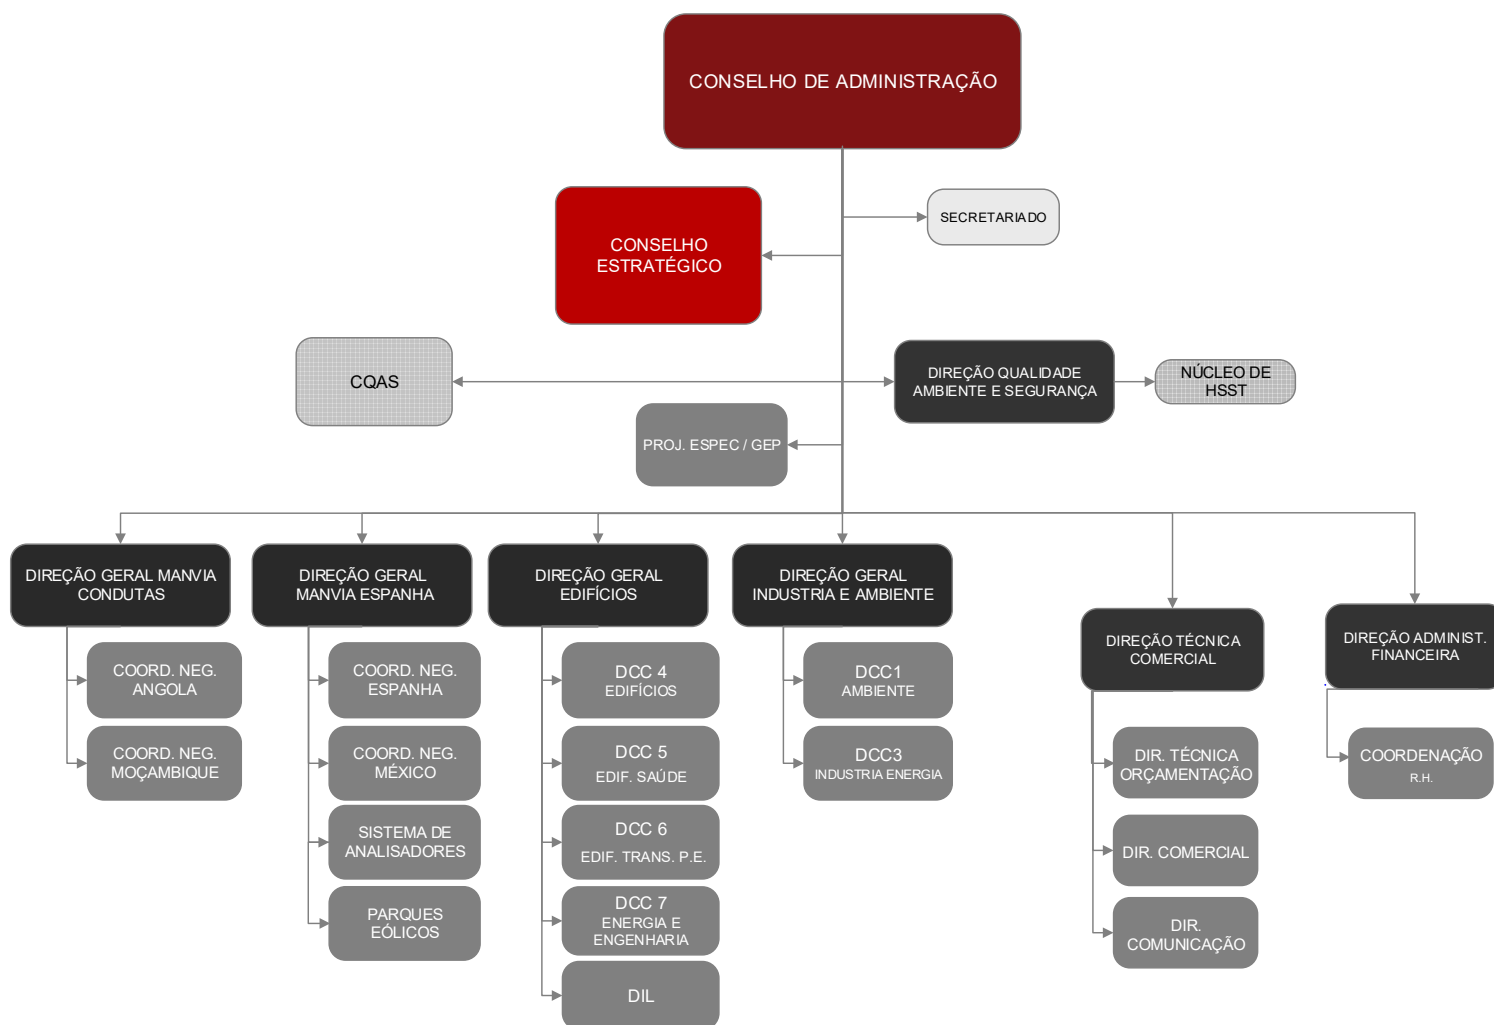 CONSELHO DE ADMINISTRAÇÃO
SECRETARIADO
CONSELHO
ESTRATÉGICO
CQAS
DIREÇÃO QUALIDADE
AMBIENTE E SEGURANÇA
NÚCLEO DE
HSST
PROJ. ESPEC / GEP
DIREÇÃO GERAL MANVIA
CONDUTAS
COORD. NEG.
ANGOLA
COORD. NEG.
MOÇAMBIQUE
DIREÇÃO GERAL
MANVIA ESPANHA
COORD. NEG.
ESPANHA
COORD. NEG.
MÉXICO
SISTEMA DE
ANALISADORES
PARQUES
EÓLICOS
DIREÇÃO GERAL
EDIFÍCIOS
DCC 4
EDIFÍCIOS
DCC 5
EDIF. SAÚDE
DCC 6
EDIF. TRANS. P.E.
DCC 7
ENERGIA E
ENGENHARIA
DIL
DIREÇÃO GERAL
INDUSTRIA E AMBIENTE
DCC1
AMBIENTE
DCC3
INDUSTRIA ENERGIA
DIREÇÃO TÉCNICA
COMERCIAL
DIR. TÉCNICA
ORÇAMENTAÇÃO
DIR. COMERCIAL
DIR.
COMUNICAÇÃO
DIREÇÃO ADMINIST.
FINANCEIRA
COORDENAÇÃO
R.H.